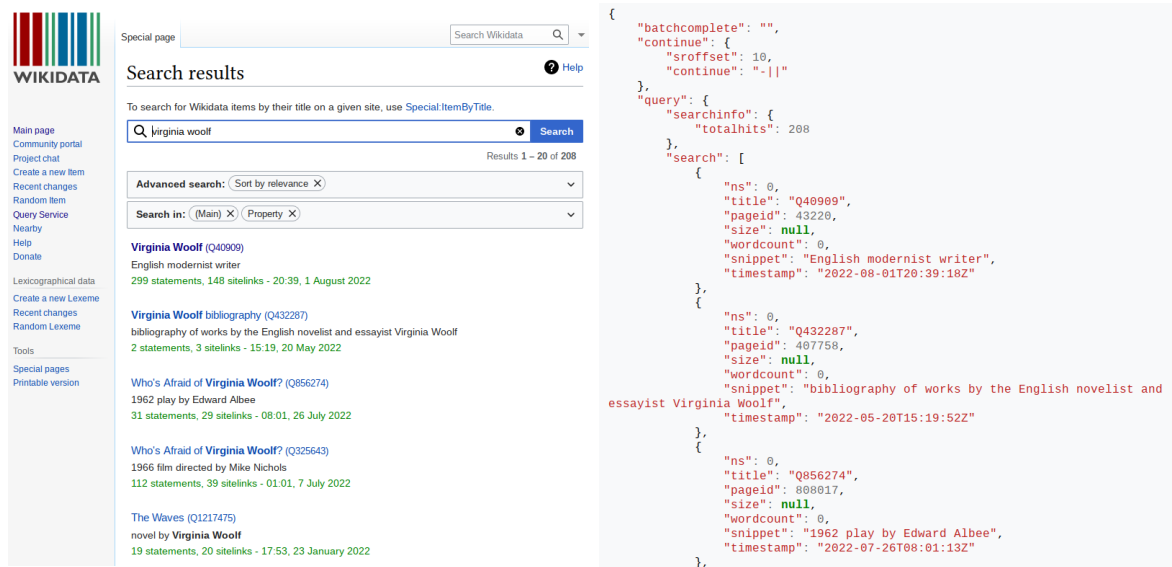 WIKIDATA
Main page
Community portal
Project chat
Create a new Item
Recent changes
Random Item
Query Service
Nearby
Help
Donate
Lexicographical data
Create a new Lexeme
Recent changes
Random Lexeme
Tools
Special pages
Printable version
Special page
Search Wikidata
Search results
Help
To search for Wikidata items by their title on a given site, use Special:ItemByTitle.
virginia woolf
Search
Results 1 – 20 of 208
Advanced search: Sort by relevance X
Search in: (Main) X Property X
Virginia Woolf (Q40909)
English modernist writer
299 statements, 148 sitelinks - 20:39, 1 August 2022
Virginia Woolf bibliography (Q432287)
bibliography of works by the English novelist and essayist Virginia Woolf
2 statements, 3 sitelinks - 15:19, 20 May 2022
Who's Afraid of Virginia Woolf? (Q856274)
1962 play by Edward Albee
31 statements, 29 sitelinks - 08:01, 26 July 2022
Who's Afraid of Virginia Woolf? (Q325643)
1966 film directed by Mike Nichols
112 statements, 39 sitelinks - 01:01, 7 July 2022
The Waves (Q1217475)
novel by Virginia Woolf
19 statements, 20 sitelinks - 17:53, 23 January 2022
{
"batchcomplete": "",
"continue": {
"sroffset": 10,
"continue": "-||"
},
"query": {
"searchinfo": {
"totalhits": 208
},
"search": [
{
"ns": 0,
"title": "Q40909",
"pageid": 43220,
"size": null,
"wordcount": 0,
"snippet": "English modernist writer",
"timestamp": "2022-08-01T20:39:18Z"
},
{
"ns": 0,
"title": "Q432287",
"pageid": 407758,
"size": null,
"wordcount": 0,
"snippet": "bibliography of works by the English novelist and
essayist Virginia Woolf",
"timestamp": "2022-05-20T15:19:52Z"
},
{
"ns": 0,
"title": "Q856274",
"pageid": 808017,
"size": null,
"wordcount": 0,
"snippet": "1962 play by Edward Albee",
"timestamp": "2022-07-26T08:01:13Z"
},